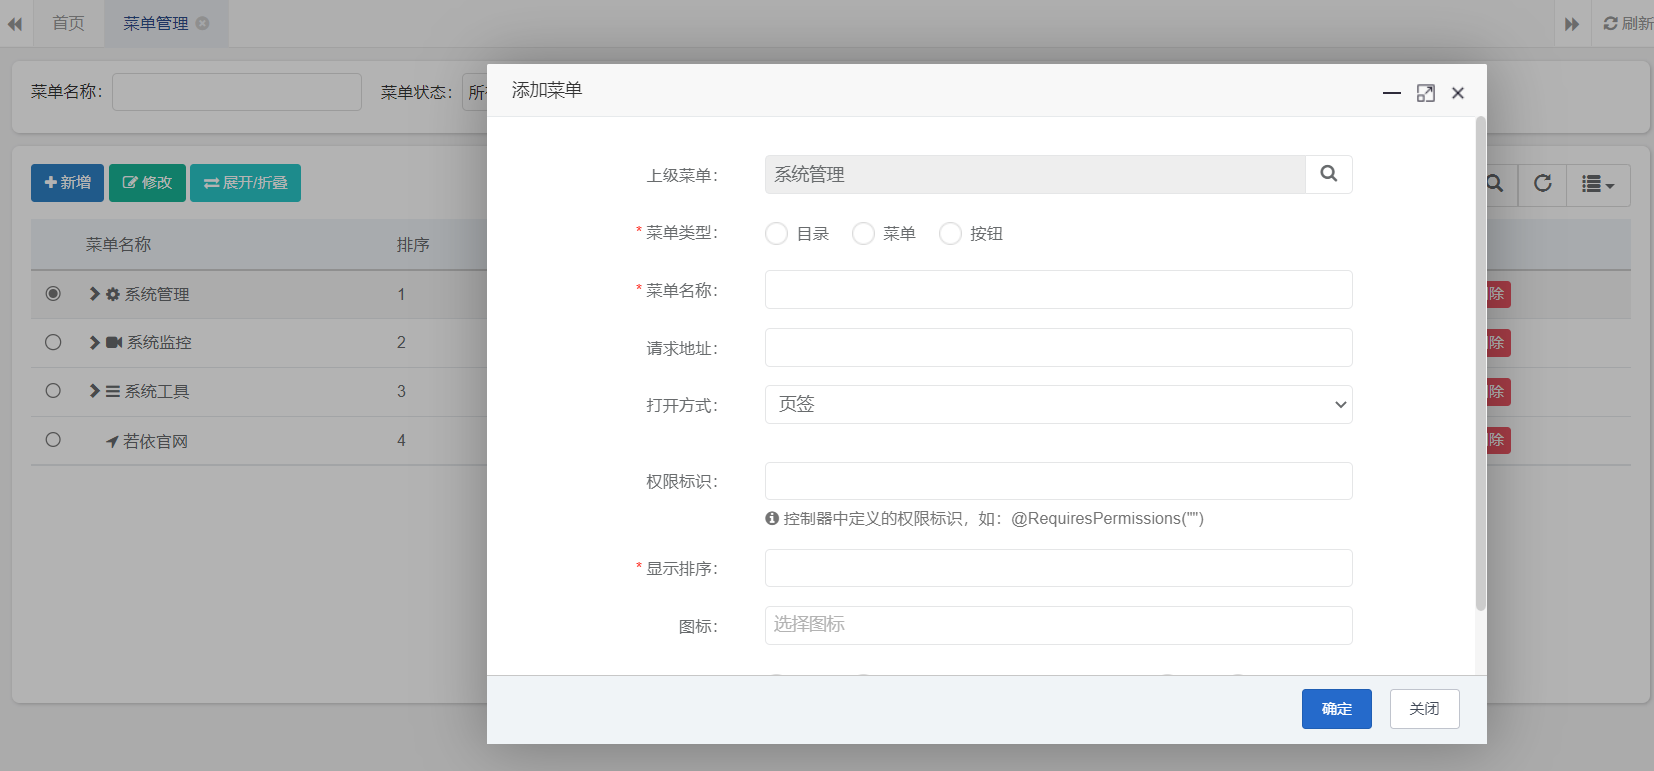 首页
菜单管理
刷新
菜单名称：
菜单状态：
所
添加菜单
上级菜单：
系统管理
* 菜单类型：
目录
菜单
按钮
* 菜单名称：
请求地址：
打开方式：
页签
权限标识：
控制器中定义的权限标识，如：@RequiresPermissions("")
* 显示排序：
图标：
选择图标
确定
关闭
新增
修改
展开/折叠
菜单名称
排序
系统管理
1
除
系统监控
2
除
系统工具
3
除
若依官网
4
除